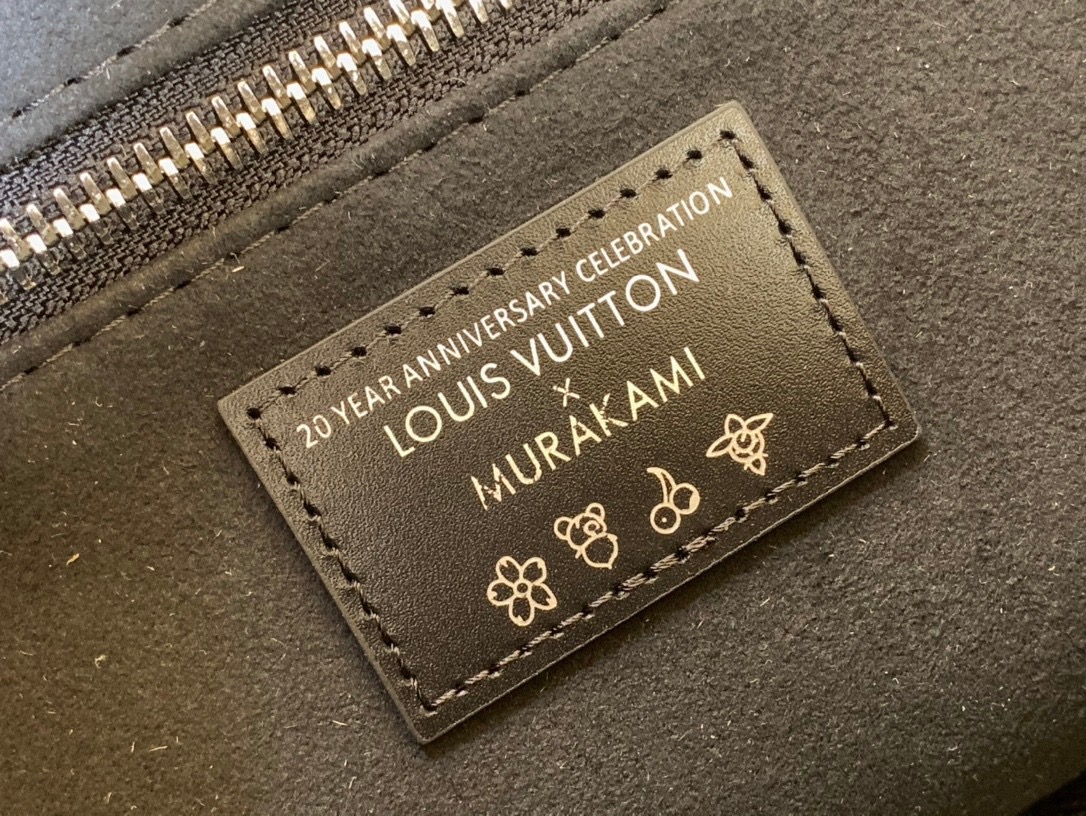 20 YEAR ANNIVERSARY CELEBRATION
LOUIS VUITTON
x
MURAKAMI